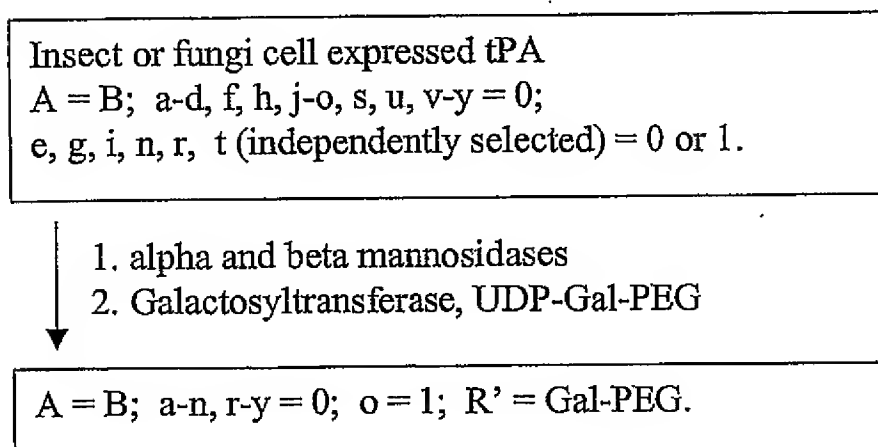 Insect or fungi cell expressed tPA
A = B; a-d, f, h, j-o, s, u, v-y = 0;
e, g, i, n, r, t (independently selected) = 0 or 1.
1. alpha and beta mannosidases
2. Galactosyltransferase, UDP-Gal-PEG
A = B; a-n, r-y = 0; o = 1; R' = Gal-PEG.